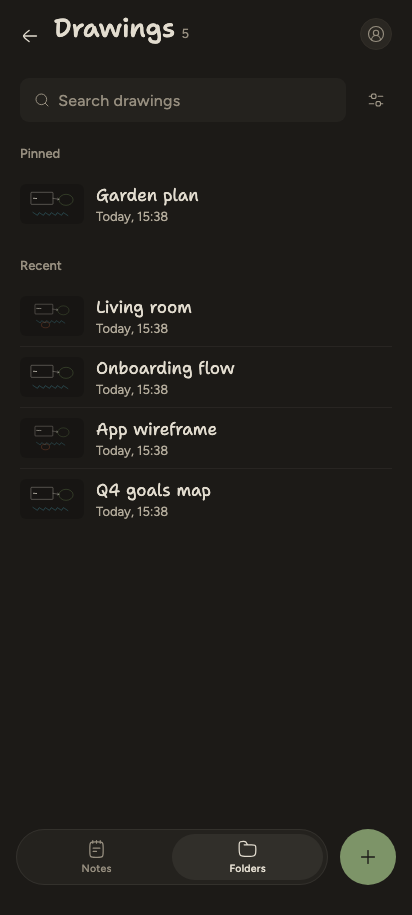 Drawings 5
Search drawings
Pinned
Garden plan
Today, 15:38
Recent
Living room
Today, 15:38
Onboarding flow
Today, 15:38
App wireframe
Today, 15:38
Q4 goals map
Today, 15:38
Notes
Folders